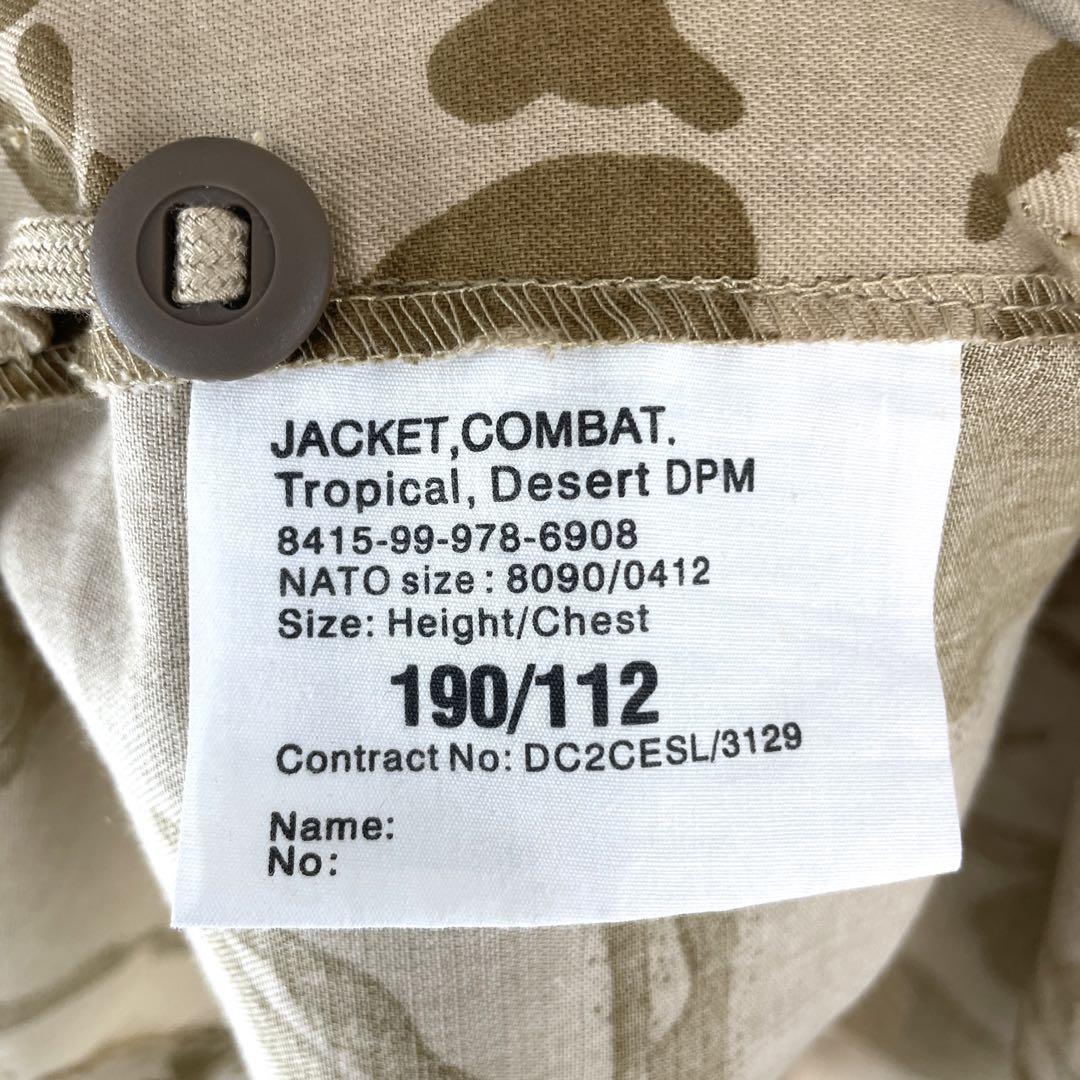 JACKET,COMBAT.
Tropical, Desert DPM
8415-99-978-6908
NATO size: 8090/0412
Size: Height/Chest
190/112
Contract No: DC2CESL/3129
Name:
No: